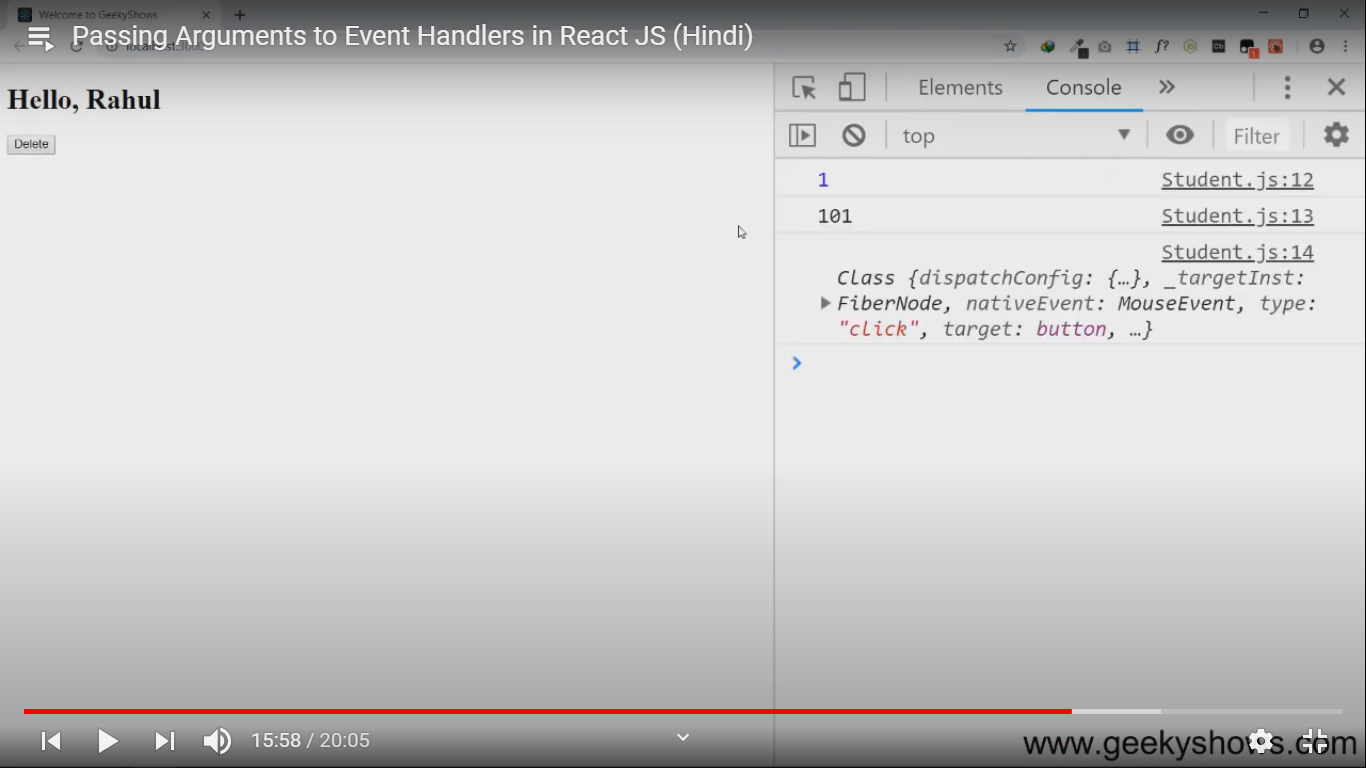 Welcome to GeekyShows
Passing Arguments to Event Handlers in React JS (Hindi)
f?
Hello, Rahul
Delete
Elements
Console
top
Filter
1 Student.js:12
101 Student.js:13
Student.js:14
Class {dispatchConfig: {…}, _targetInst:
FiberNode, nativeEvent: MouseEvent, type:
"click", target: button, …}
15:58 / 20:05
www.geekyshows.com